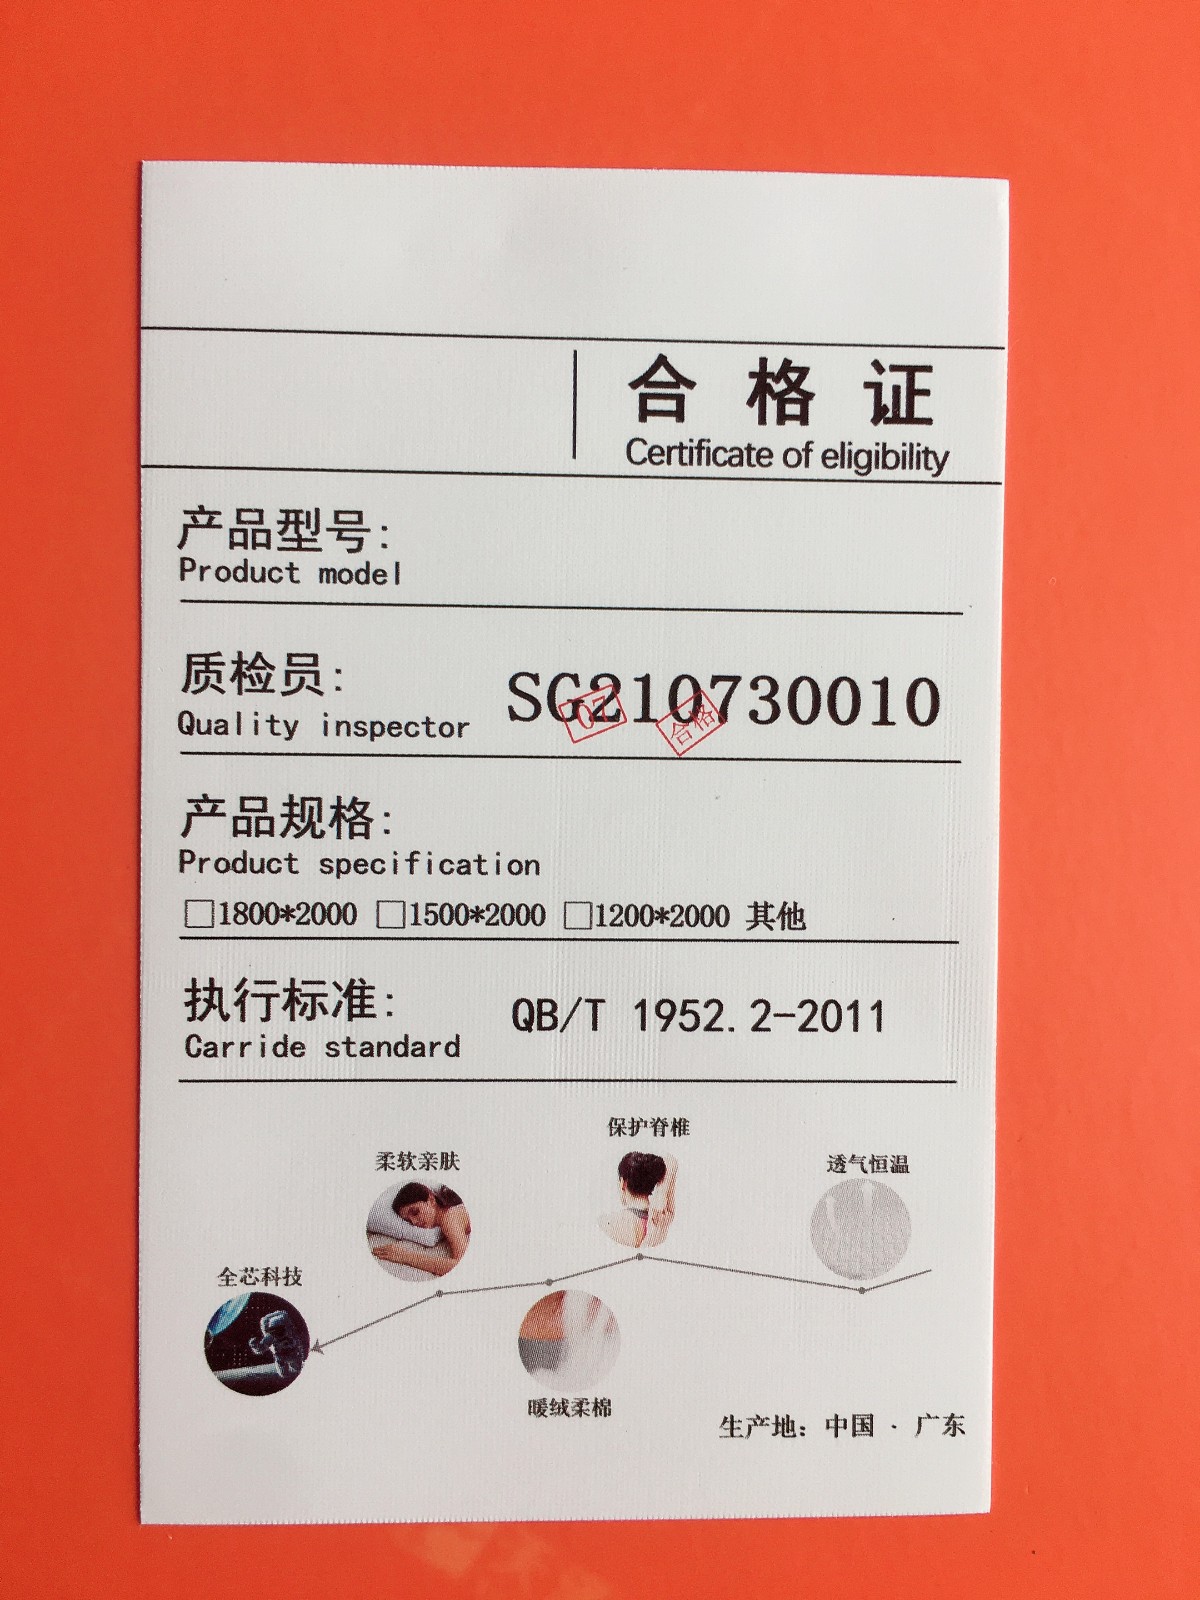 合格证
Certificate of eligibility
产品型号:
Product model
质检员:
Quality inspector
SG210730010
07
合格
产品规格:
Product specification
□1800*2000 □1500*2000 □1200*2000 其他
执行标准:
Carride standard
QB/T 1952.2-2011
保护脊椎
柔软亲肤
透气恒温
全芯科技
暖绒柔棉
生产地：中国 · 广东